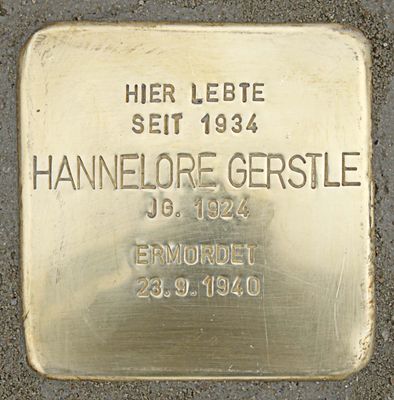 HIER LEBTE
SEIT 1934
HANNELORE GERSTLE
JG. 1924
ERMORDET
23.9.1940